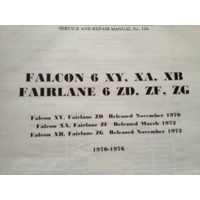 SERVICE AND REPAIR MANUAL No. 182
FALCON 6 XY, XA, XB
FAIRLANE 6 ZD, ZF, ZG
Falcon XY, Fairlane ZD Released November 1970
Falcon XA, Fairlane ZF Released March 1972
Falcon XB, Fairlane ZG Released November 1973
1970-1976